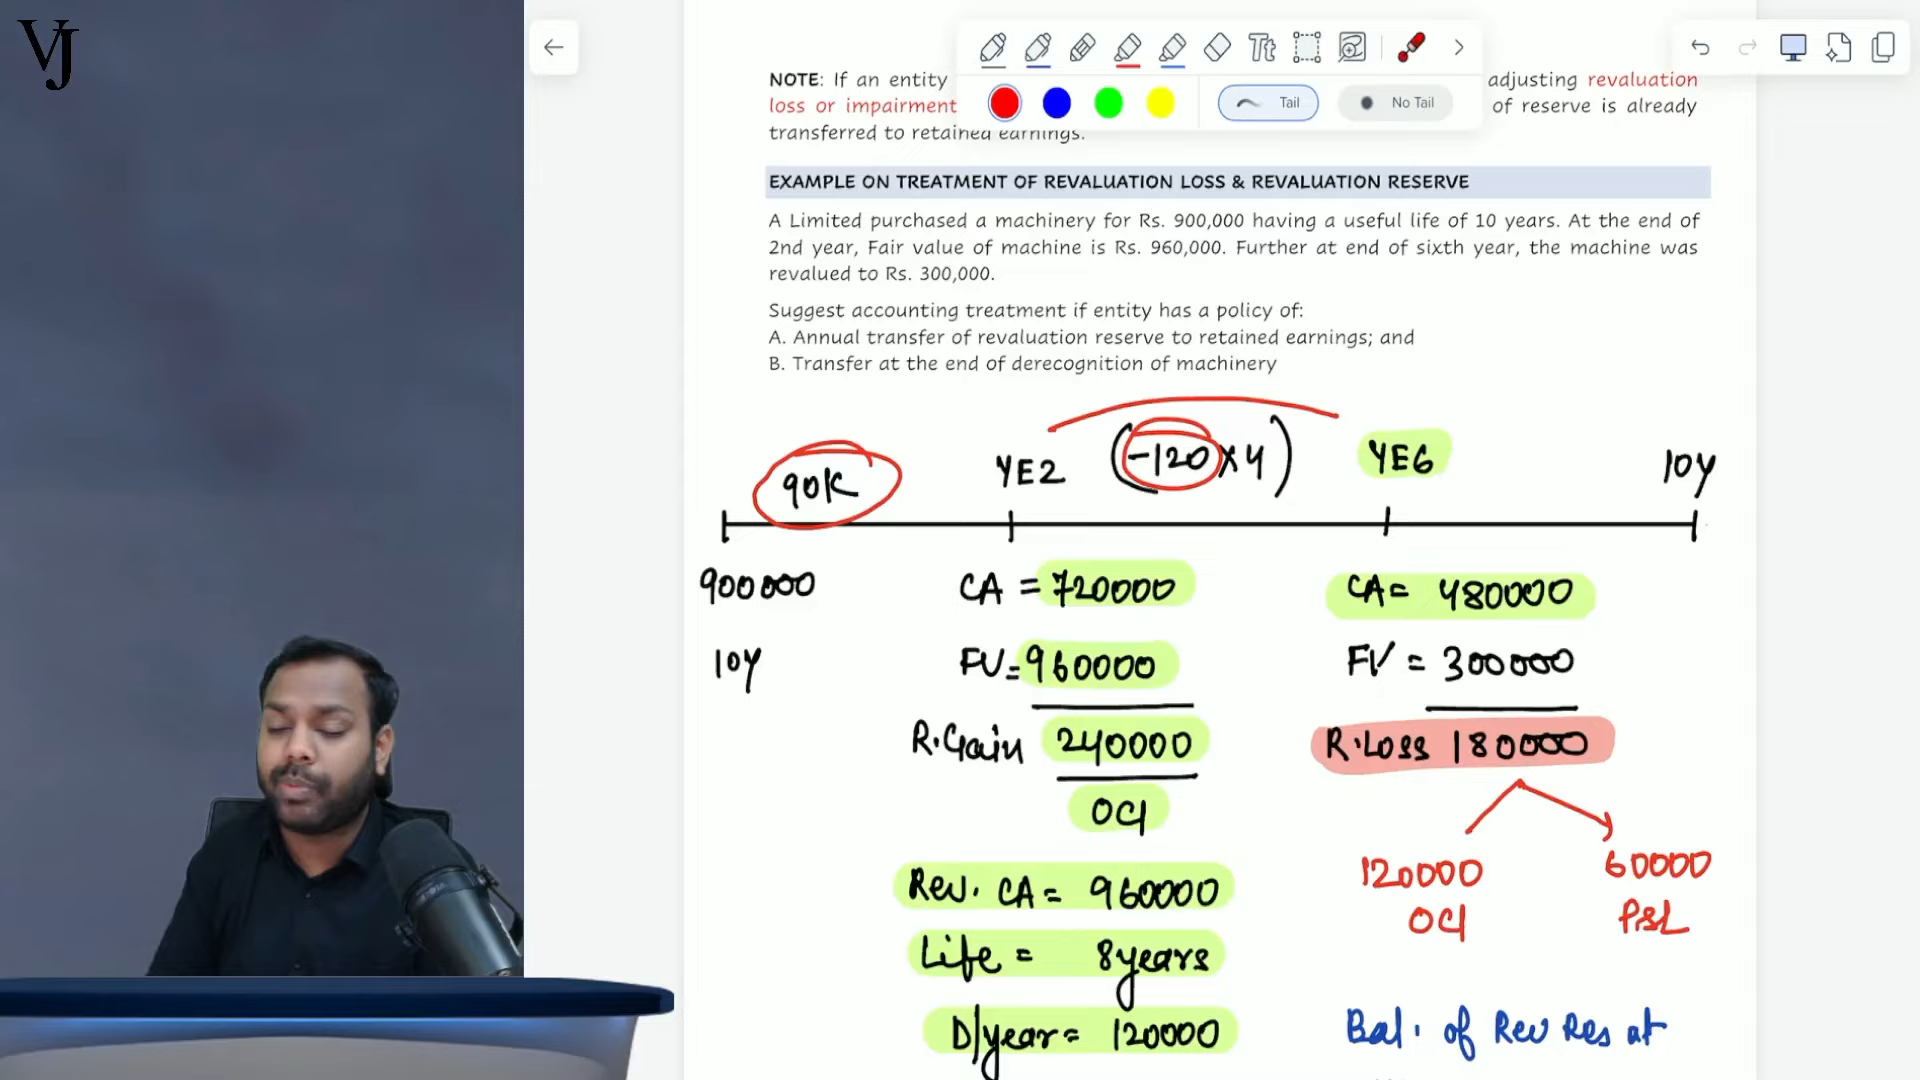 VJ
NOTE: If an entity adjusting revaluation
loss or impairment of reserve is already
transferred to retained earnings.
Tt
Tail
No Tail
EXAMPLE ON TREATMENT OF REVALUATION LOSS & REVALUATION RESERVE
A Limited purchased a machinery for Rs. 900,000 having a useful life of 10 years. At the end of
2nd year, Fair value of machine is Rs. 960,000. Further at end of sixth year, the machine was
revalued to Rs. 300,000.
Suggest accounting treatment if entity has a policy of:
A. Annual transfer of revaluation reserve to retained earnings; and
B. Transfer at the end of derecognition of machinery
90K YE2 (-120x4) YE6 10y
900000 CA = 720000 CA= 480000
10y FV=960000 FV = 300000
R.Gain 240000 R.Loss 180000
OCI
120000 60000
OCI P&L
Rev. CA= 960000
Life = 8years
D/year= 120000
Bal. of Rev Res at